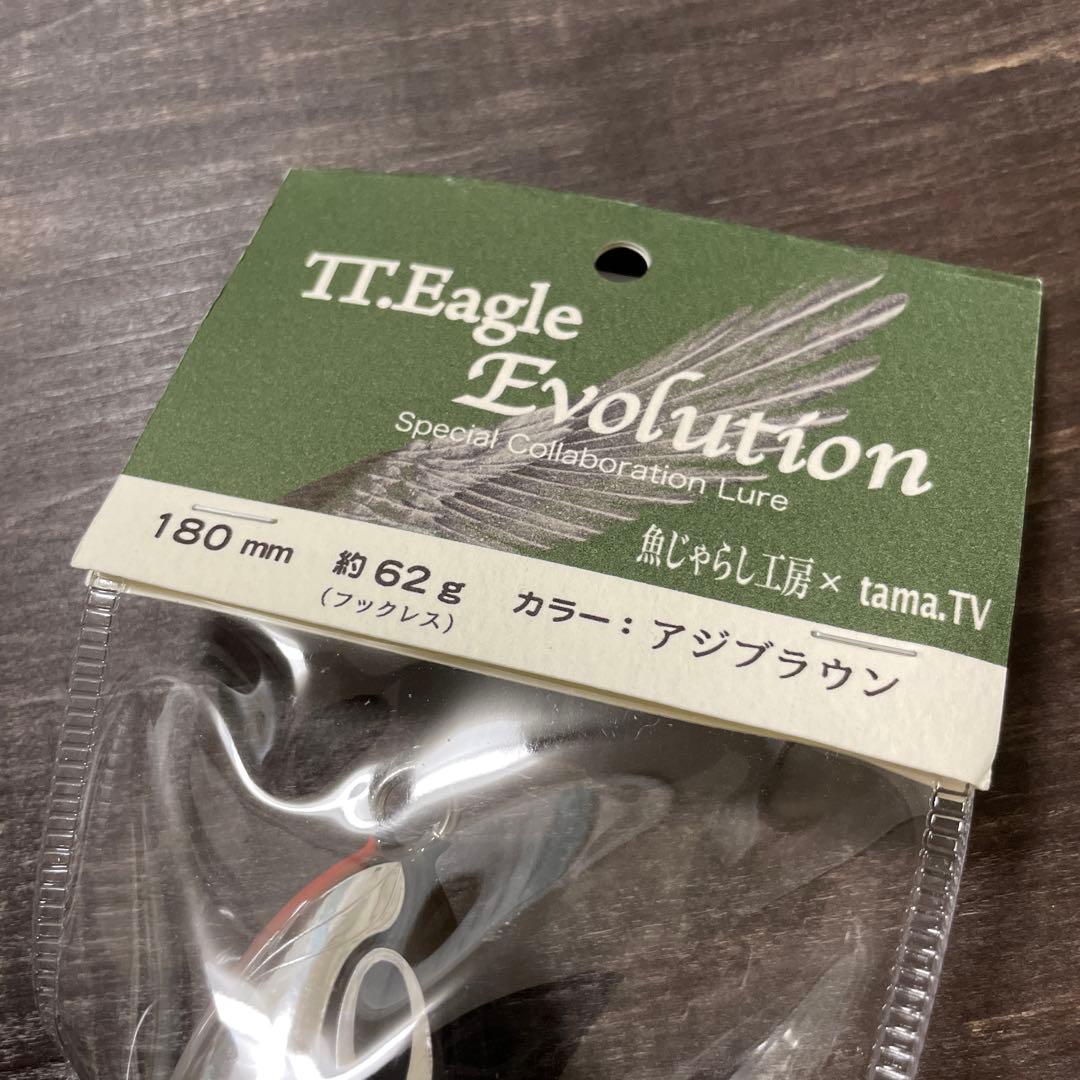 TT.Eagle
Evolution
Special Collaboration Lure
魚じゃらし工房 × tama.TV
180 mm 約 62 g カラー：アジブラウン
（フックレス）